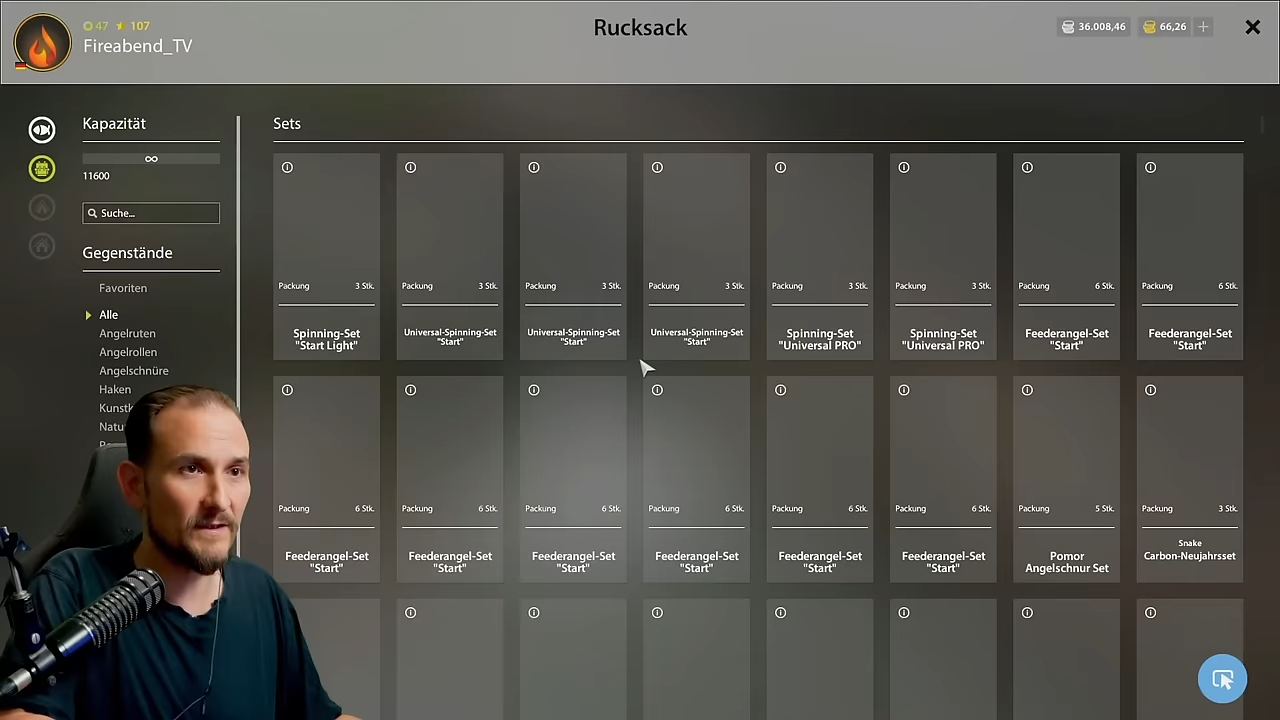 47 107
Fireabend_TV
Rucksack
36.008,46
66,26
Kapazität
∞
11600
Suche...
Gegenstände
Favoriten
Alle
Angelruten
Angelrollen
Angelschnüre
Haken
Sets
Packung 3 Stk.
Spinning-Set
"Start Light"
Packung 3 Stk.
Universal-Spinning-Set
"Start"
Packung 3 Stk.
Universal-Spinning-Set
"Start"
Packung 3 Stk.
Universal-Spinning-Set
"Start"
Packung 3 Stk.
Spinning-Set
"Universal PRO"
Packung 3 Stk.
Spinning-Set
"Universal PRO"
Packung 6 Stk.
Feederangel-Set
"Start"
Packung 6 Stk.
Feederangel-Set
"Start"
Packung 6 Stk.
Feederangel-Set
"Start"
Packung 6 Stk.
Feederangel-Set
"Start"
Packung 6 Stk.
Feederangel-Set
"Start"
Packung 6 Stk.
Feederangel-Set
"Start"
Packung 6 Stk.
Feederangel-Set
"Start"
Packung 6 Stk.
Feederangel-Set
"Start"
Packung 5 Stk.
Pomor
Angelschnur Set
Packung 3 Stk.
Snake
Carbon-Neujahrsset